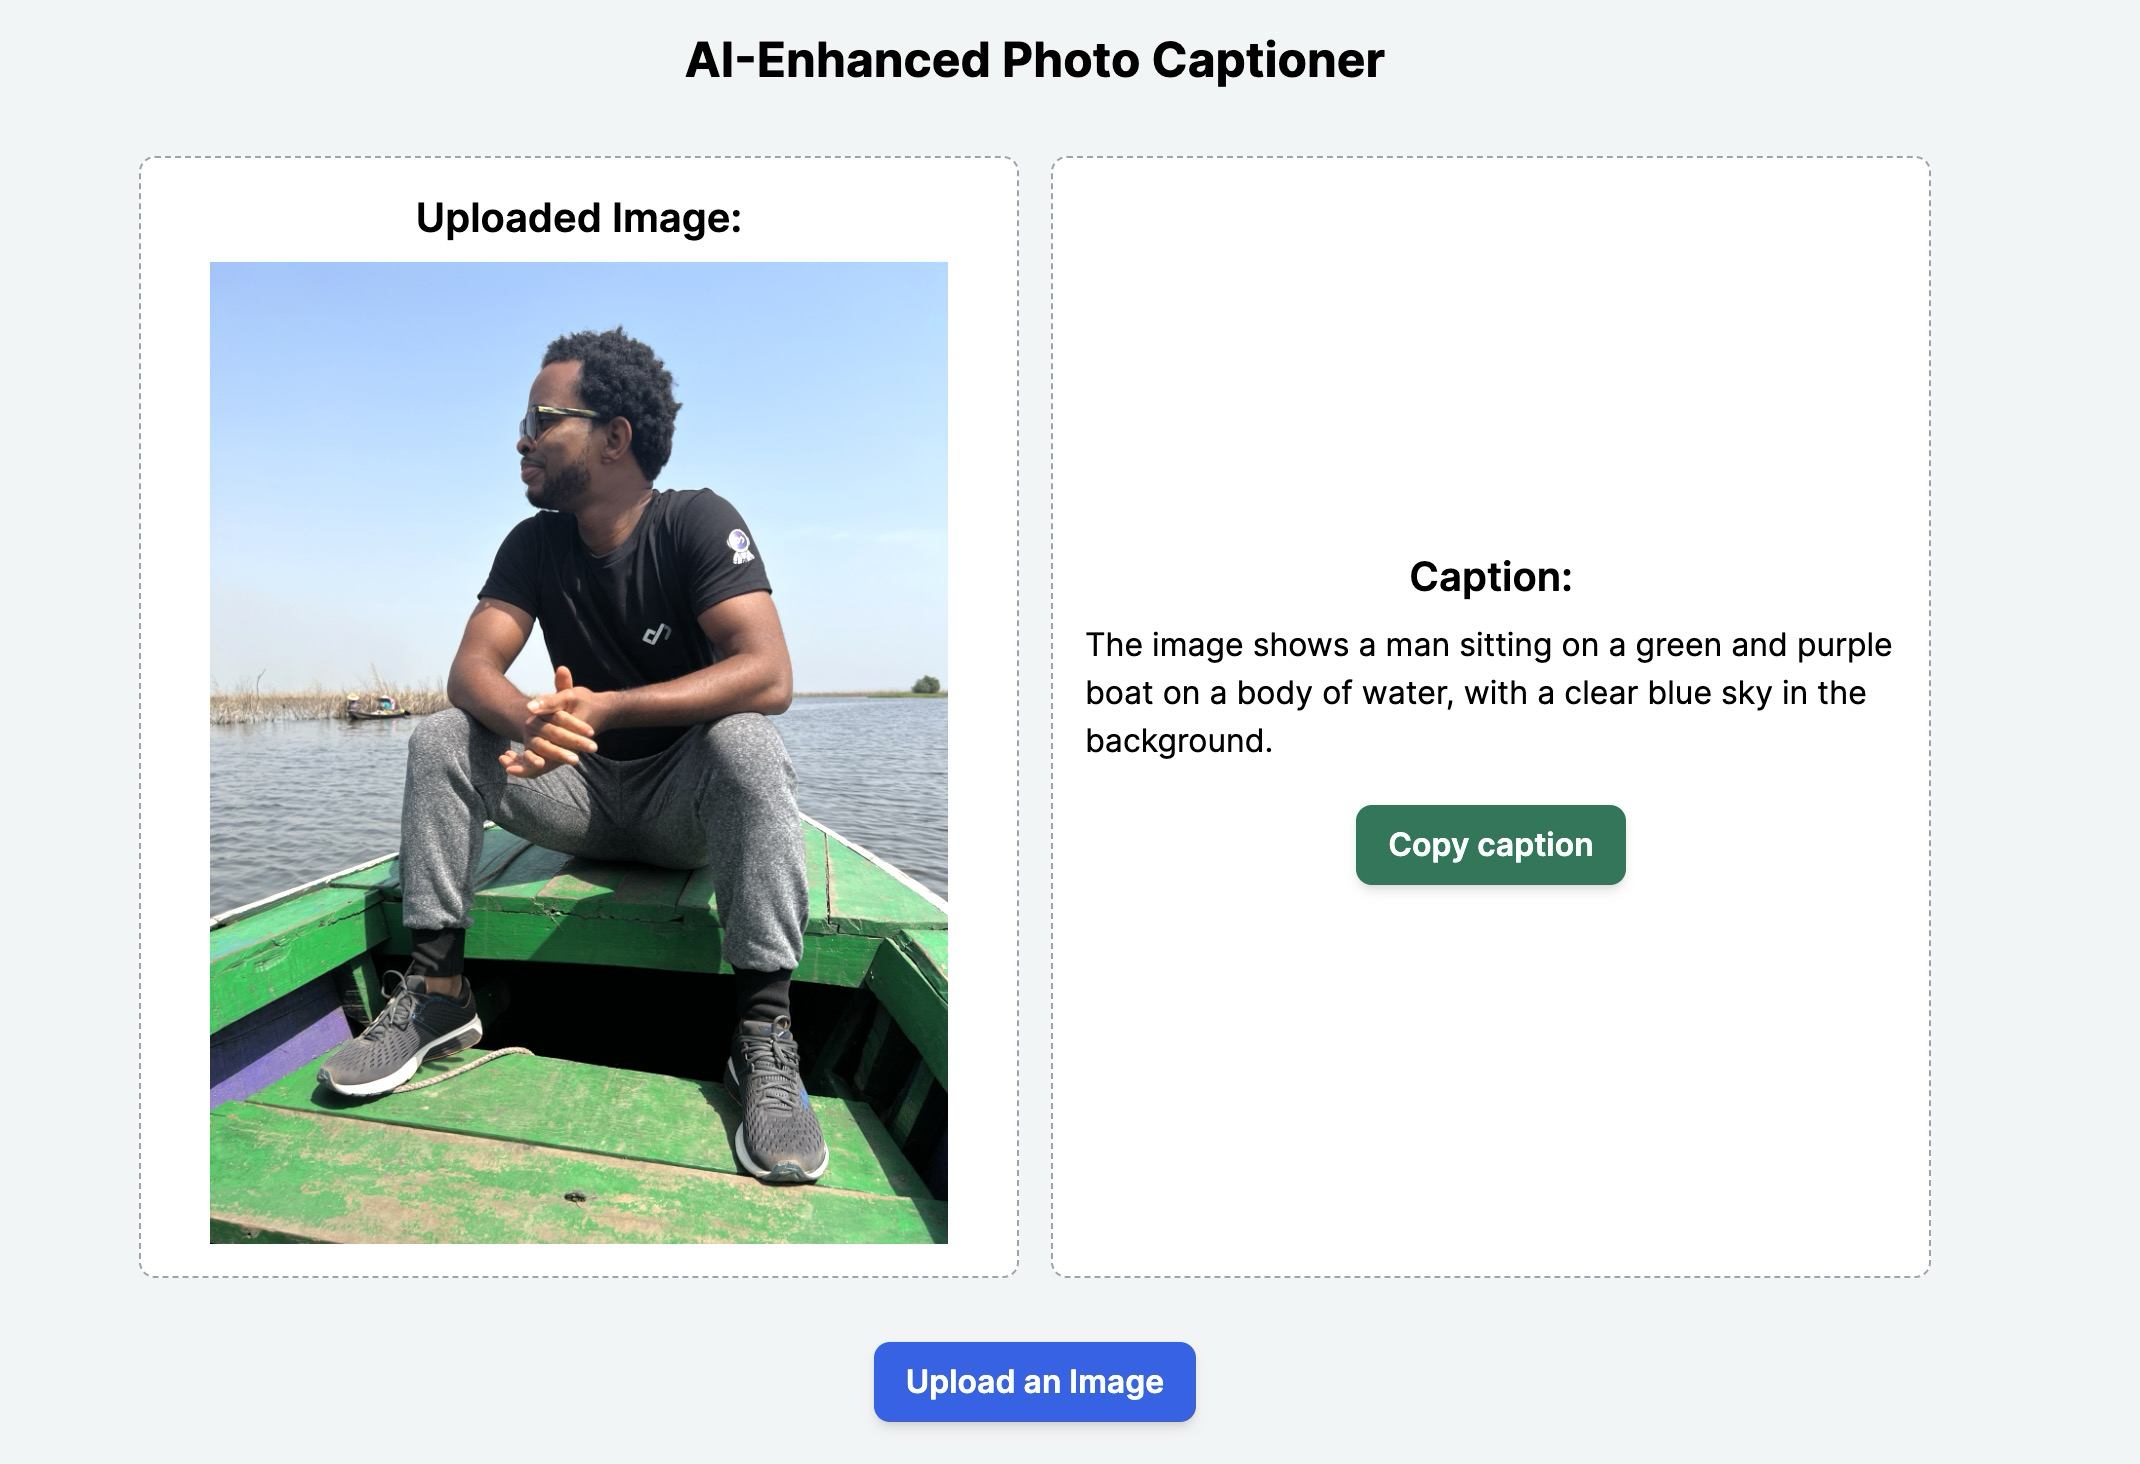 AI-Enhanced Photo Captioner
Uploaded Image:
Caption:
The image shows a man sitting on a green and purple
boat on a body of water, with a clear blue sky in the
background.
Copy caption
Upload an Image